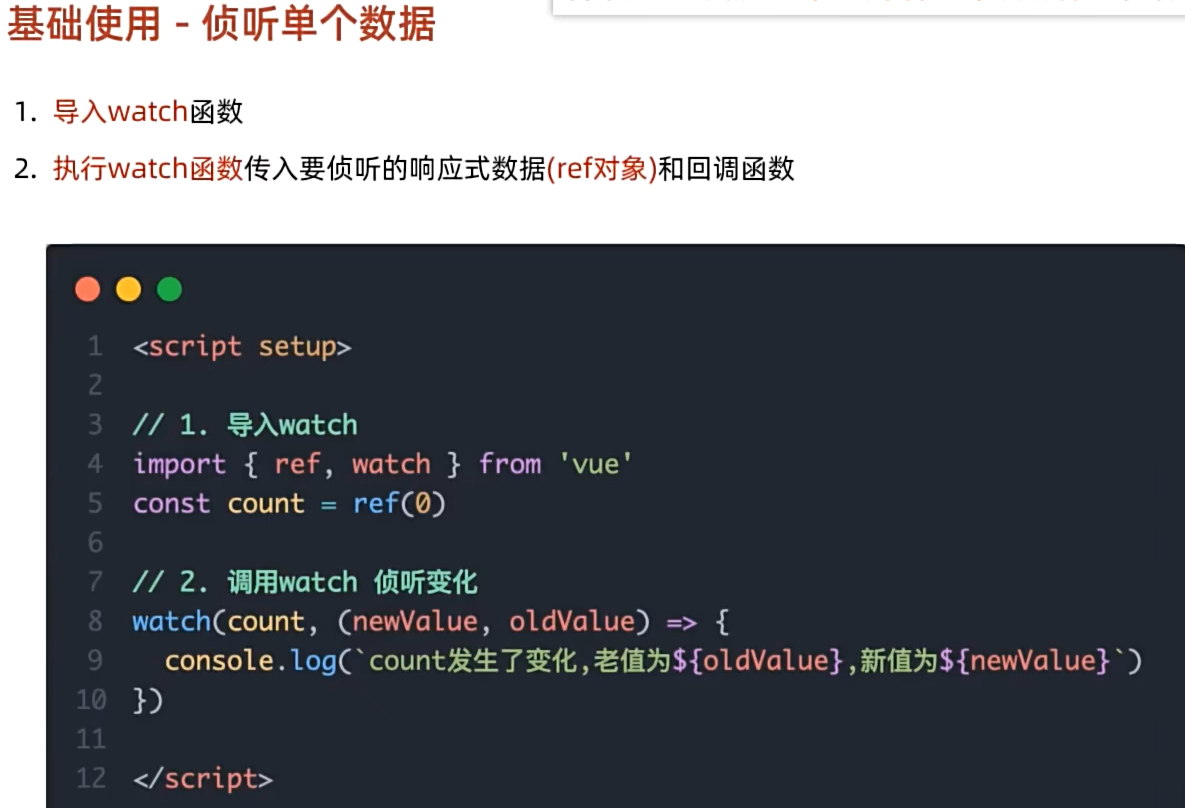 基础使用 - 侦听单个数据
1. 导入watch函数
2. 执行watch函数传入要侦听的响应式数据(ref对象)和回调函数
1 <script setup>
2
3 // 1. 导入watch
4 import { ref, watch } from 'vue'
5 const count = ref(0)
6
7 // 2. 调用watch 侦听变化
8 watch(count, (newValue, oldValue) => {
9 console.log(`count发生了变化,老值为${oldValue},新值为${newValue}`)
10 })
11
12 </script>